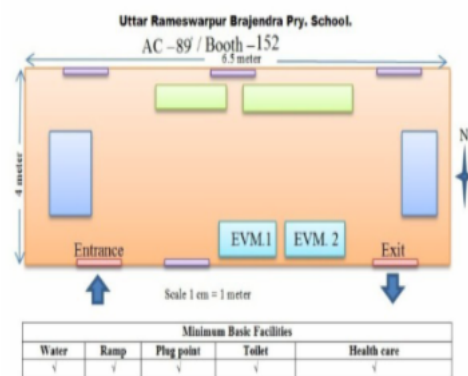 Uttar Rameswarpur Brajendra Pry. School.
AC –89 / Booth –152
6.5 meter
4 meter
N
EVM.1 EVM. 2
Entrance Exit
Scale 1 cm = 1 meter
Minimum Basic Facilities
Water Ramp Plug point Toilet Health care
√ √ √ √ √